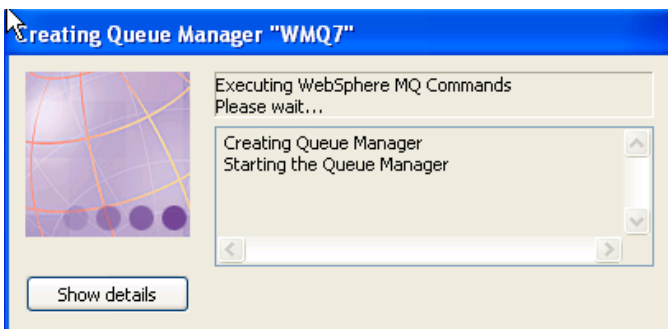 Creating Queue Manager "WMQ7"
Executing WebSphere MQ Commands
Please wait...
Creating Queue Manager
Starting the Queue Manager
Show details